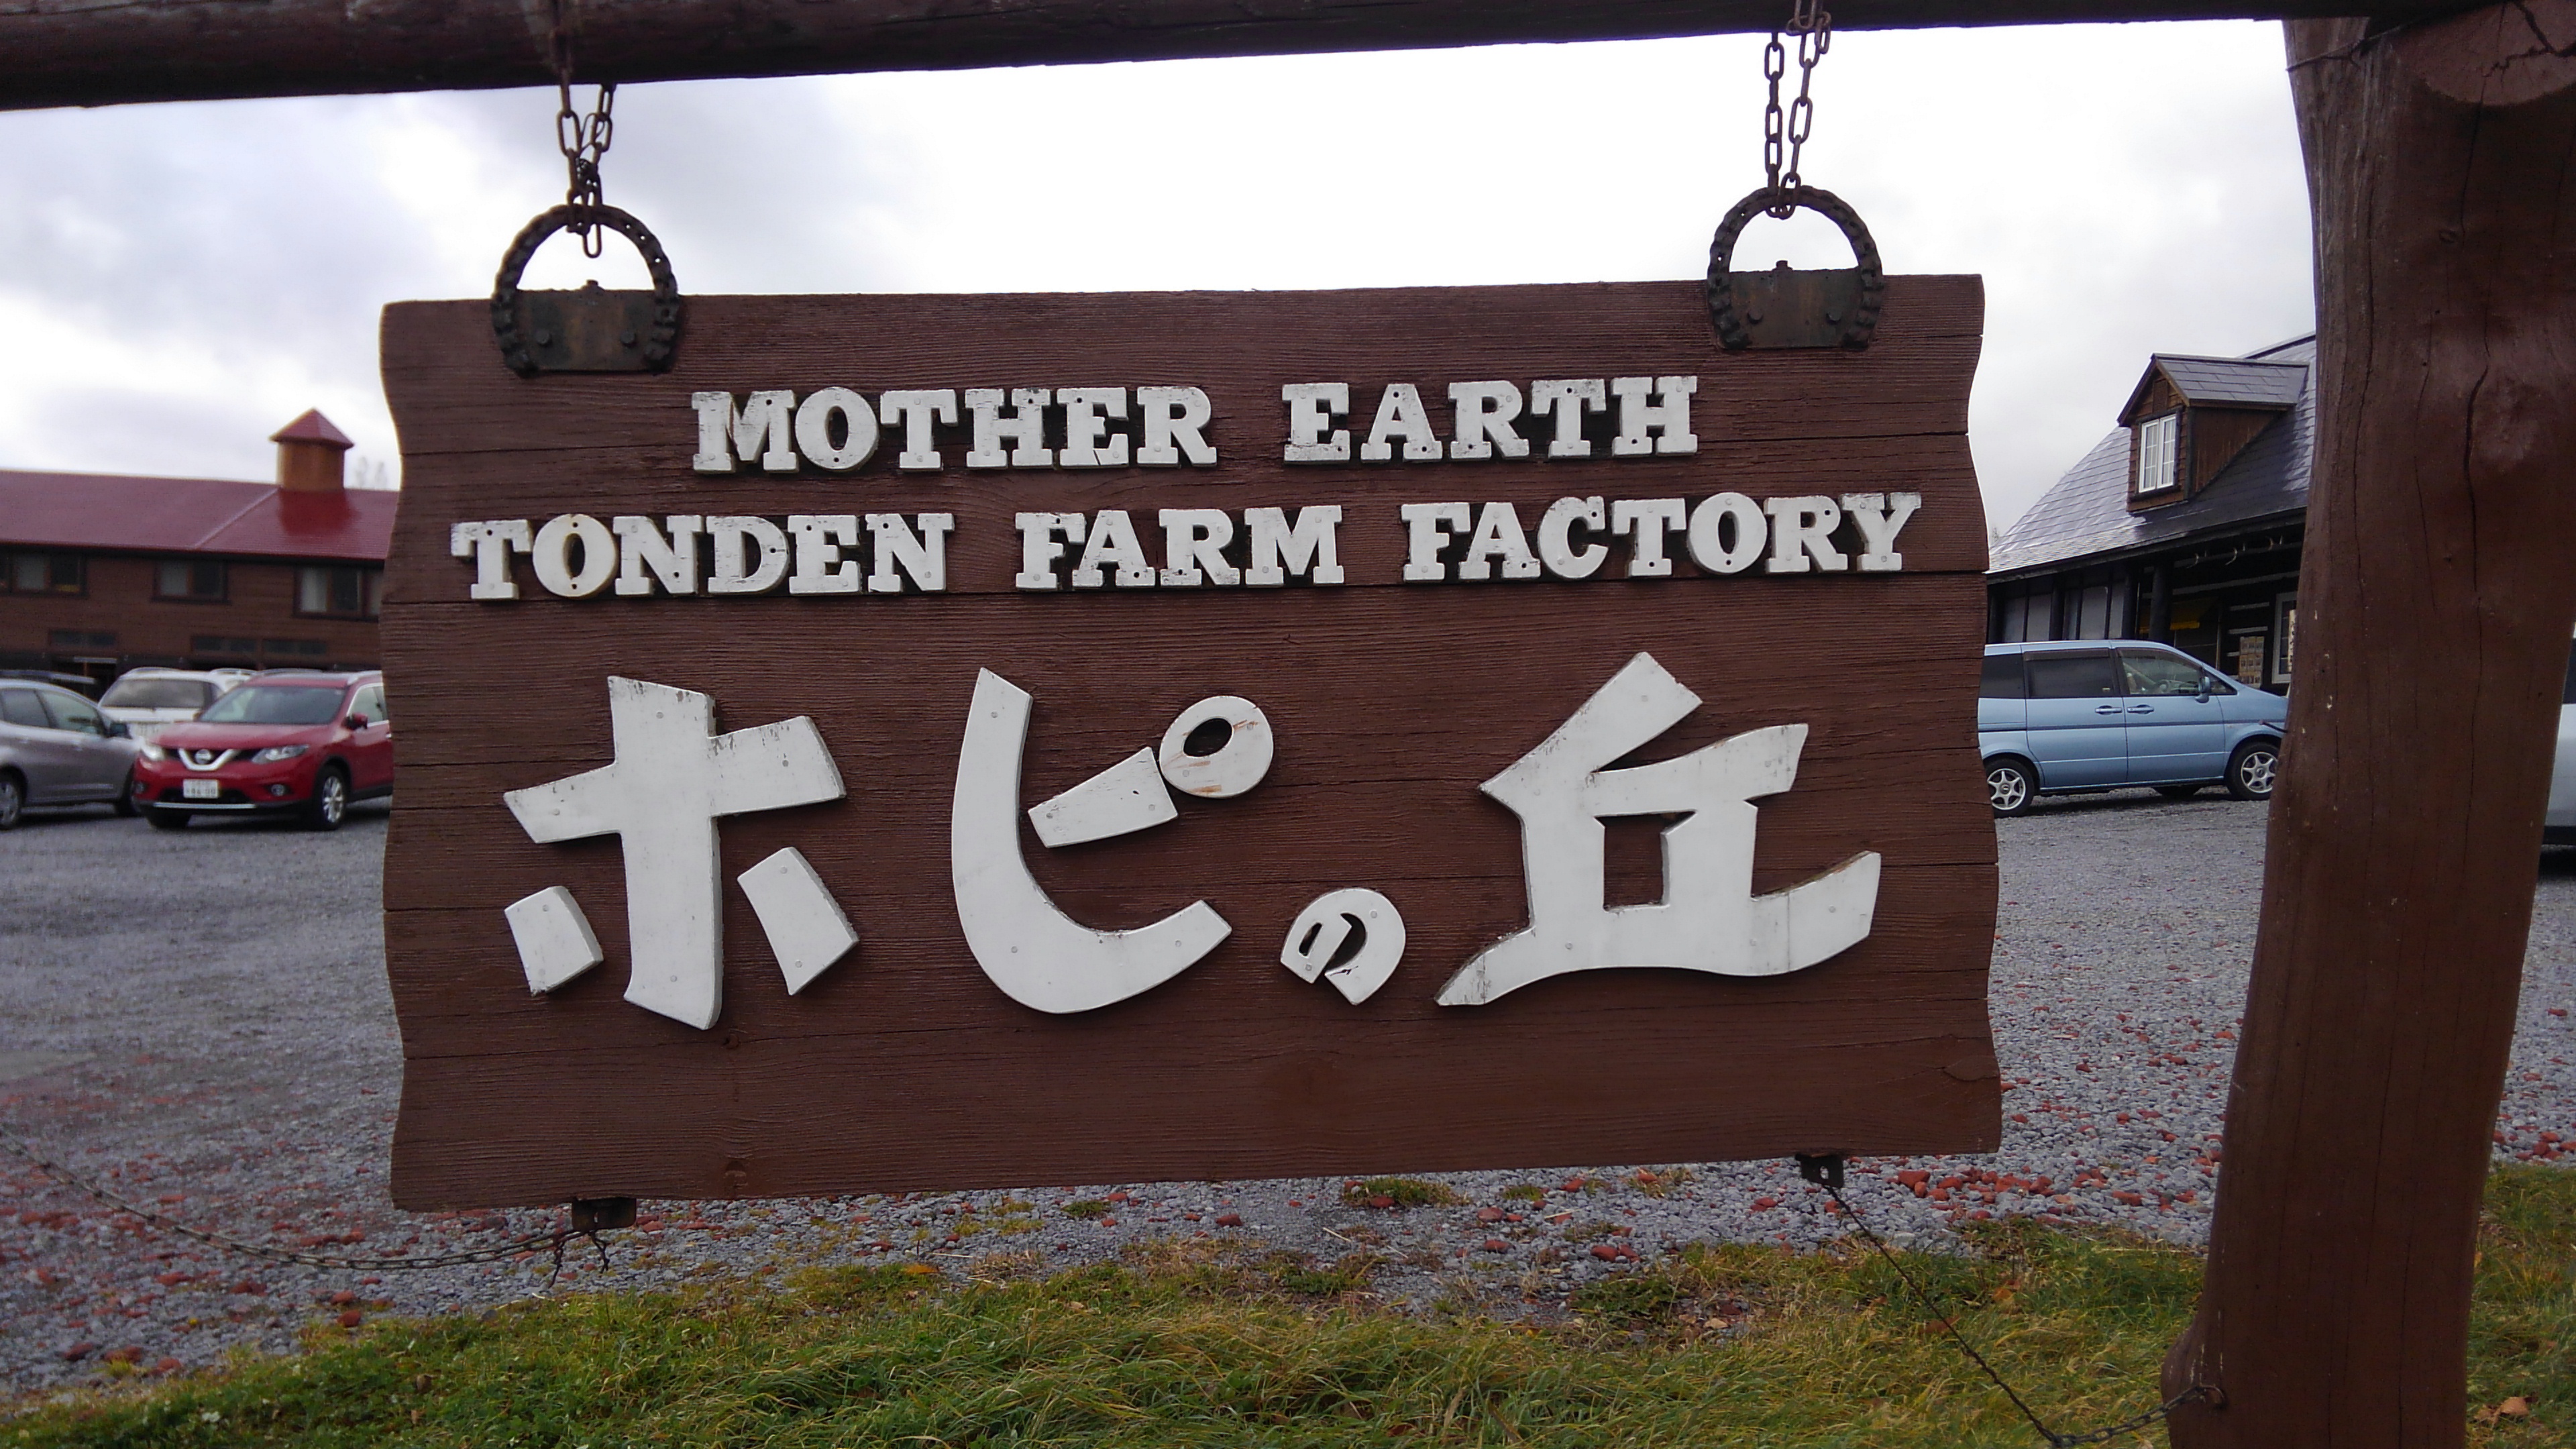 MOTHER EARTH
TONDEN FARM FACTORY
ホピの丘